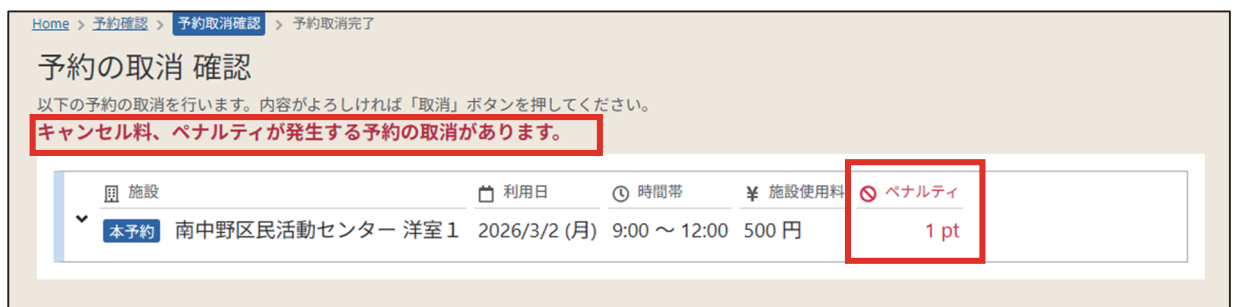 Home > 予約確認 > 予約取消確認 > 予約取消完了
予約の取消 確認
以下の予約の取消を行います。内容がよろしければ「取消」ボタンを押してください。
キャンセル料、ペナルティが発生する予約の取消があります。
施設 利用日 時間帯 ¥ 施設使用料 ペナルティ
本予約 南中野区民活動センター 洋室1 2026/3/2 (月) 9:00 ～ 12:00 500 円 1 pt